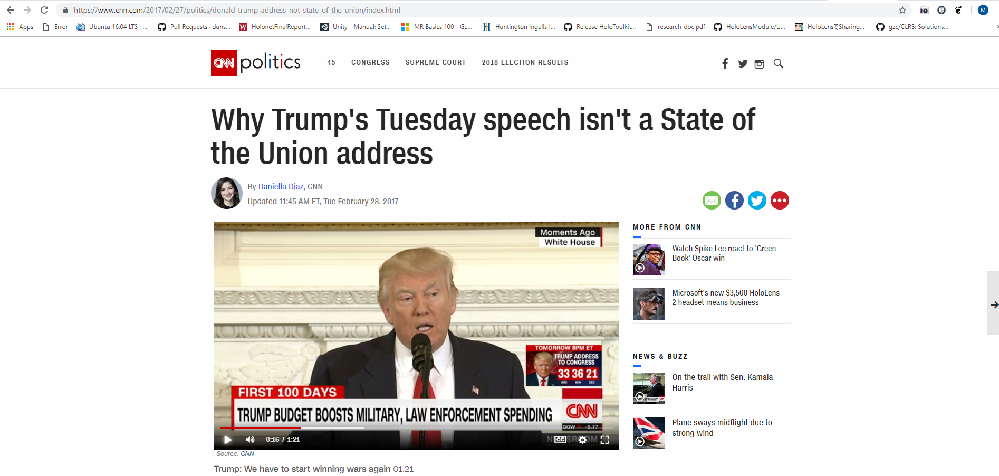 https://www.cnn.com/2017/02/27/politics/donald-trump-address-not-state-of-the-union/index.html
M
Apps Error Ubuntu 16.04 LTS : ... Pull Requests · duns... HolonetFinalReport... Unity - Manual: Set... MR Basics 100 - Ge... Huntington Ingalls I... Release HoloToolkit... research_doc.pdf HoloLensModule/U... HoloLensでSharing... gzc/CLRS: Solutions...
CNN politics 45 CONGRESS SUPREME COURT 2018 ELECTION RESULTS
Why Trump's Tuesday speech isn't a State of
the Union address
By Daniella Diaz, CNN
Updated 11:45 AM ET, Tue February 28, 2017
Moments Ago
White House
TOMORROW 8PM ET
TRUMP ADDRESS
TO CONGRESS
33 36 21
HRS MIN SEC
FIRST 100 DAYS
TRUMP BUDGET BOOSTS MILITARY, LAW ENFORCEMENT SPENDING
CNN
DOW -5.77
0:16 / 1:21
CC
Source: CNN
Trump: We have to start winning wars again 01:21
MORE FROM CNN
Watch Spike Lee react to 'Green
Book' Oscar win
Microsoft's new $3,500 HoloLens
2 headset means business
NEWS & BUZZ
On the trail with Sen. Kamala
Harris
Plane sways midflight due to
strong wind